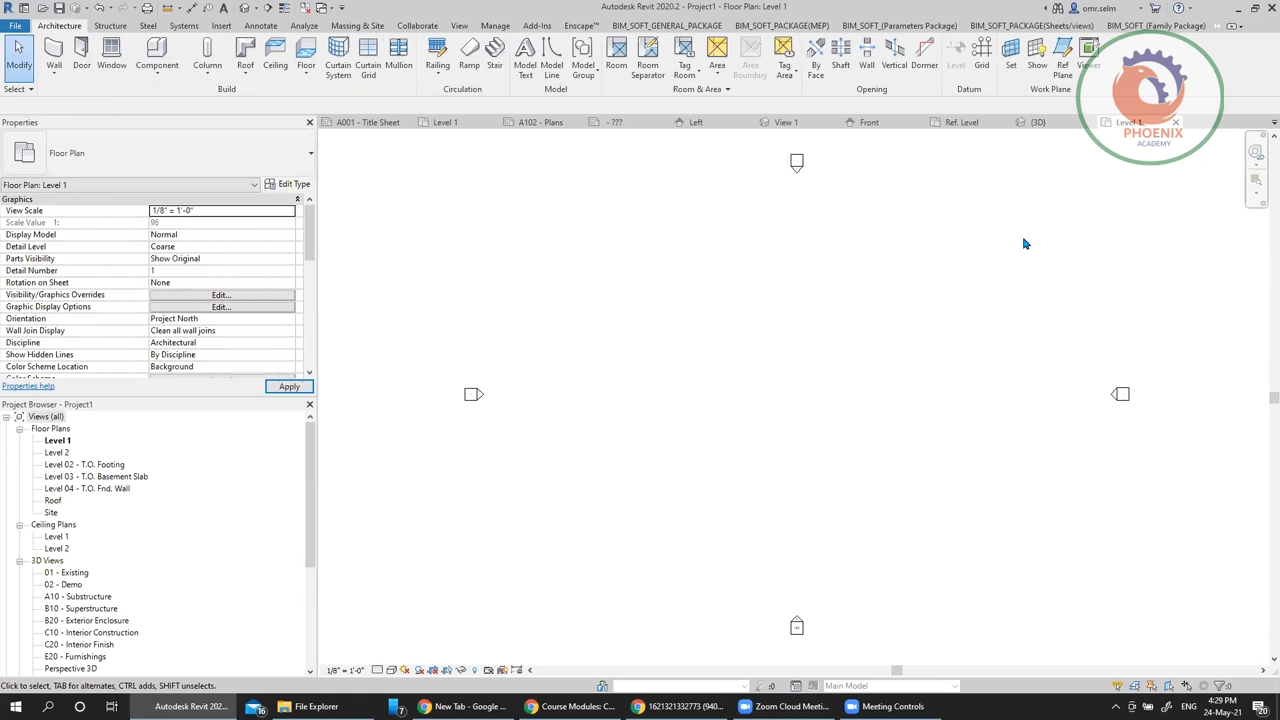 Autodesk Revit 2020.2 - Project1 - Floor Plan: Level 1
omr.selm
File Architecture Structure Steel Systems Insert Annotate Analyze Massing & Site Collaborate View Manage Add-Ins Enscape™ BIM_SOFT_GENERAL_PACKAGE BIM_SOFT_PACKAGE(MEP) BIM_SOFT_(Parameters Package) BIM_SOFT_PACKAGE(Sheets/views) BIM_SOFT_(Family Package)
Modify Wall Door Window Component Column Roof Ceiling Floor Curtain System Curtain Grid Mullion Railing Ramp Stair Model Text Model Line Model Group Room Room Separator Tag Room Area Area Boundary Tag Area By Face Shaft Wall Vertical Dormer Level Grid Set Show Ref Plane Viewer
Select Build Circulation Model Room & Area Opening Datum Work Plane
PHOENIX
ACADEMY
Properties
A001 - Title Sheet Level 1 A102 - Plans - ??? Left View 1 Front Ref. Level {3D} Level 1
Floor Plan
Floor Plan: Level 1 Edit Type
Graphics
View Scale 1/8" = 1'-0"
Scale Value 1: 96
Display Model Normal
Detail Level Coarse
Parts Visibility Show Original
Detail Number 1
Rotation on Sheet None
Visibility/Graphics Overrides Edit...
Graphic Display Options Edit...
Orientation Project North
Wall Join Display Clean all wall joins
Discipline Architectural
Show Hidden Lines By Discipline
Color Scheme Location Background
Properties help Apply
Project Browser - Project1
Views (all)
Floor Plans
Level 1
Level 2
Level 02 - T.O. Footing
Level 03 - T.O. Basement Slab
Level 04 - T.O. Fnd. Wall
Roof
Site
Ceiling Plans
Level 1
Level 2
3D Views
01 - Existing
02 - Demo
A10 - Substructure
B10 - Superstructure
B20 - Exterior Enclosure
C10 - Interior Construction
C20 - Interior Finish
E20 - Furnishings
Perspective 3D
1/8" = 1'-0"
Click to select, TAB for alternates, CTRL adds, SHIFT unselects. :0 Main Model :0
Autodesk Revit 202... 16 File Explorer 7 New Tab - Google ... Course Modules: C... 1621321332773 (940... Zoom Cloud Meeti... Meeting Controls ENG 4:29 PM
24-May-21 20